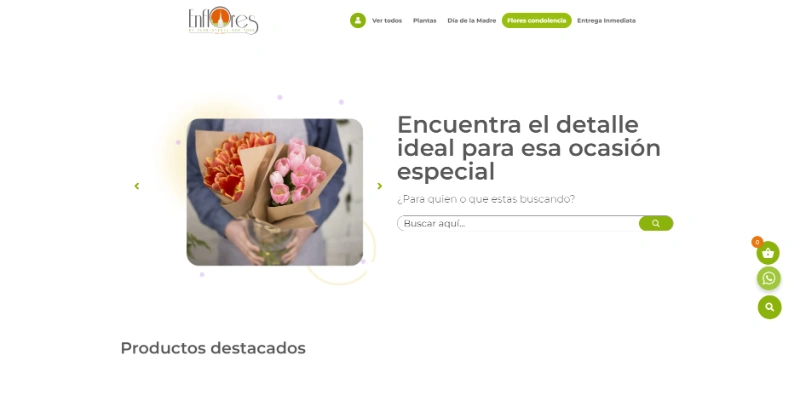 Enflores
Ver todos
Plantas
Día de la Madre
Flores condolencia
Entrega Inmediata
Encuentra el detalle
ideal para esa ocasión
especial
¿Para quien o que estas buscando?
Buscar aquí...
0
Productos destacados